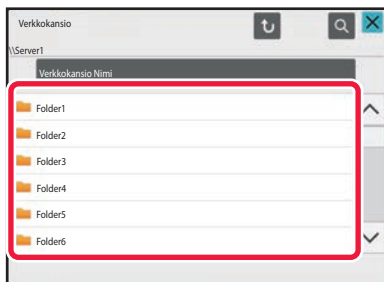 Verkkokansio
\\Server1
Verkkokansio Nimi
Folder1
Folder2
Folder3
Folder4
Folder5
Folder6